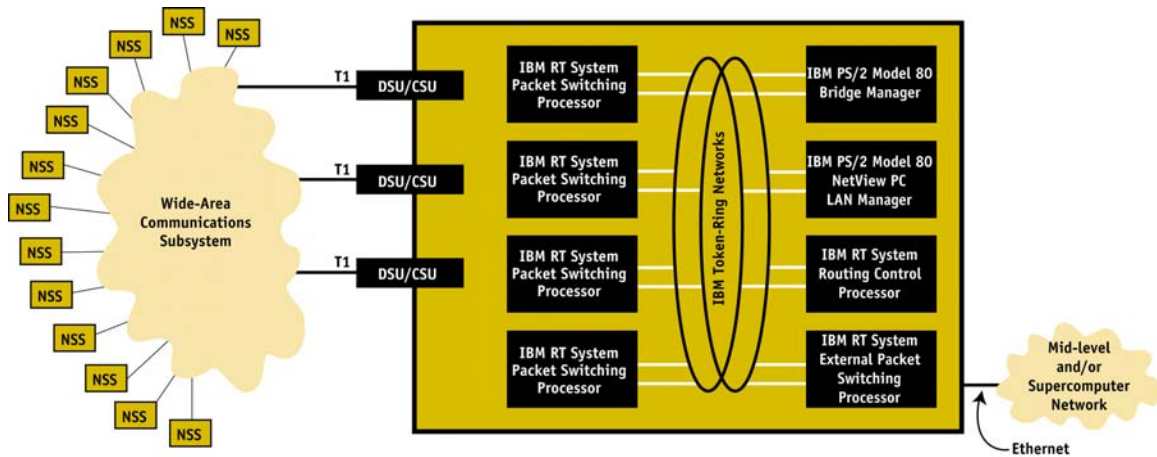 NSS
NSS
NSS
NSS
NSS
NSS
NSS
NSS
NSS
NSS
NSS
NSS
NSS
Wide-Area
Communications
Subsystem
T1
DSU/CSU
T1
DSU/CSU
T1
DSU/CSU
IBM RT System
Packet Switching
Processor
IBM RT System
Packet Switching
Processor
IBM RT System
Packet Switching
Processor
IBM RT System
Packet Switching
Processor
IBM Token-Ring Networks
IBM PS/2 Model 80
Bridge Manager
IBM PS/2 Model 80
NetView PC
LAN Manager
IBM RT System
Routing Control
Processor
IBM RT System
External Packet
Switching
Processor
Mid-level
and/or
Supercomputer
Network
Ethernet